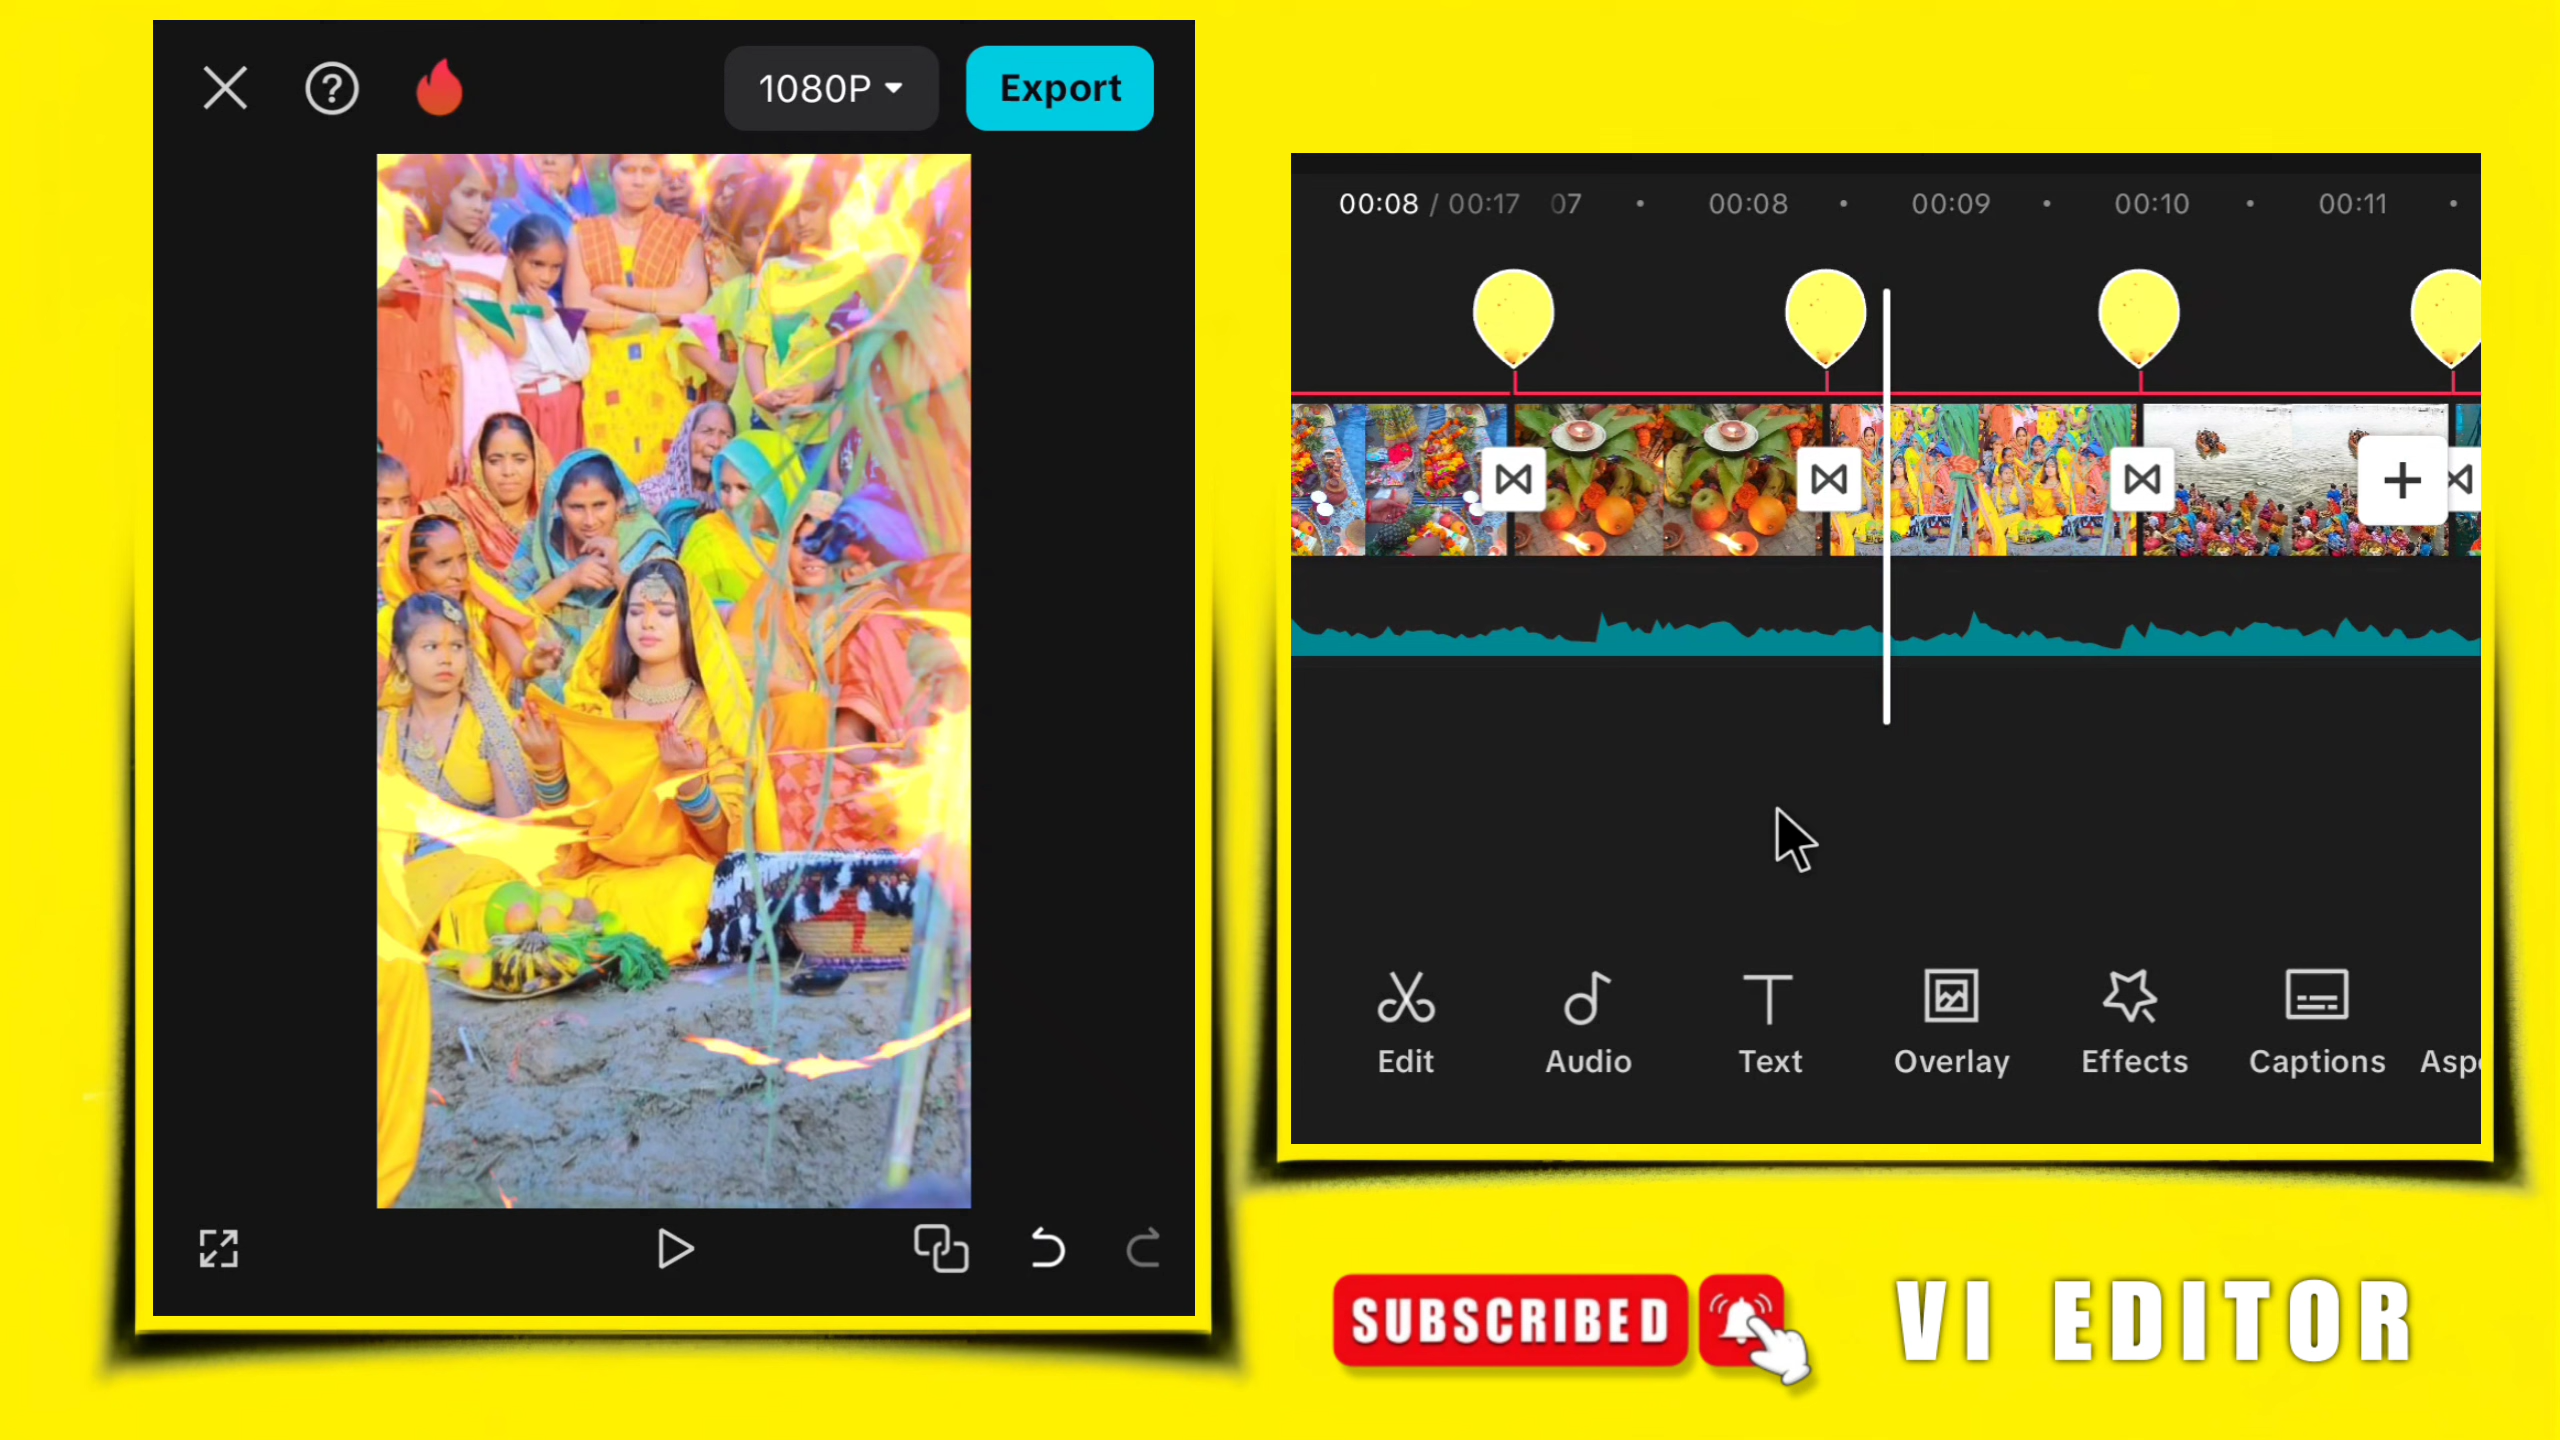 1080P
Export
00:08 / 00:17 07 00:08 00:09 00:10 00:11
Edit Audio Text Overlay Effects Captions Asp
SUBSCRIBED VI EDITOR